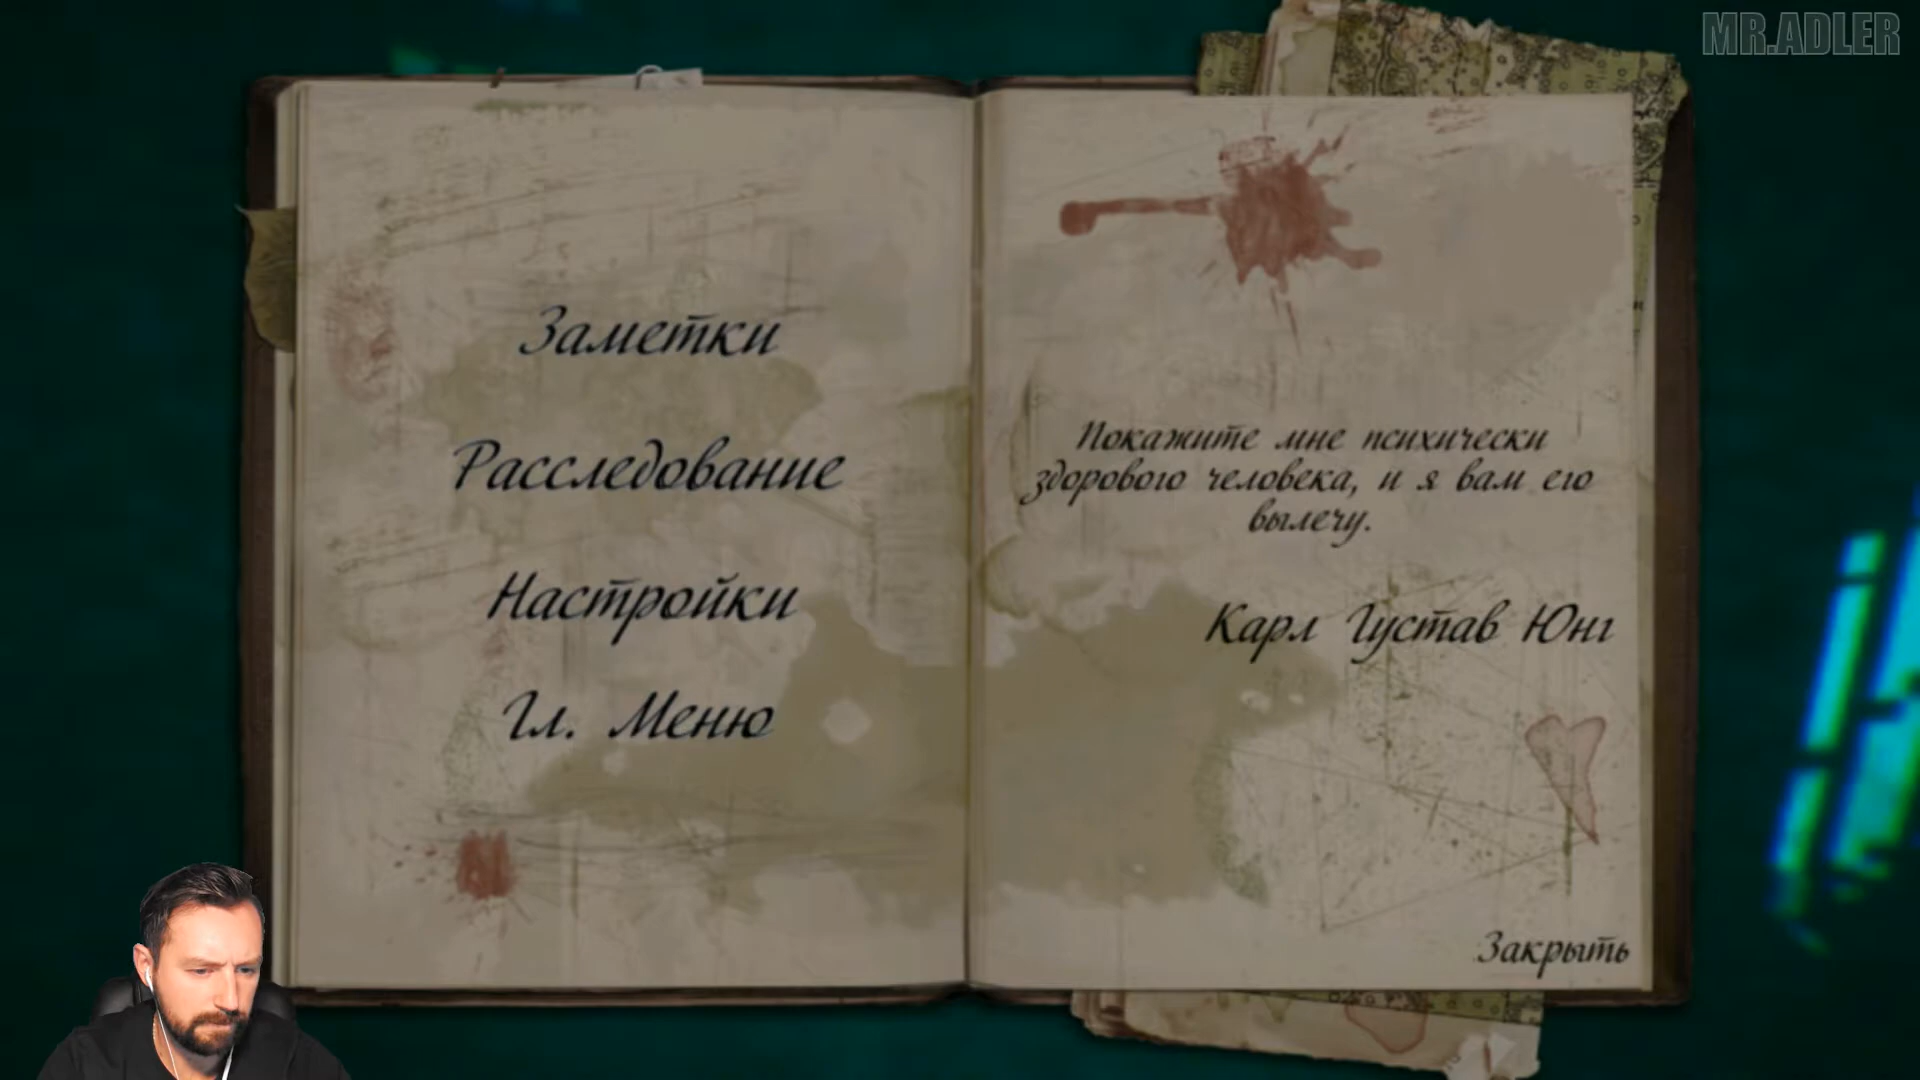 MR.ADLER
Заметки
Расследование
Настройки
Гл. Меню
Покажите мне психически
здорового человека, и я вам его
вылечу.
Карл Густав Юнг
Закрыть